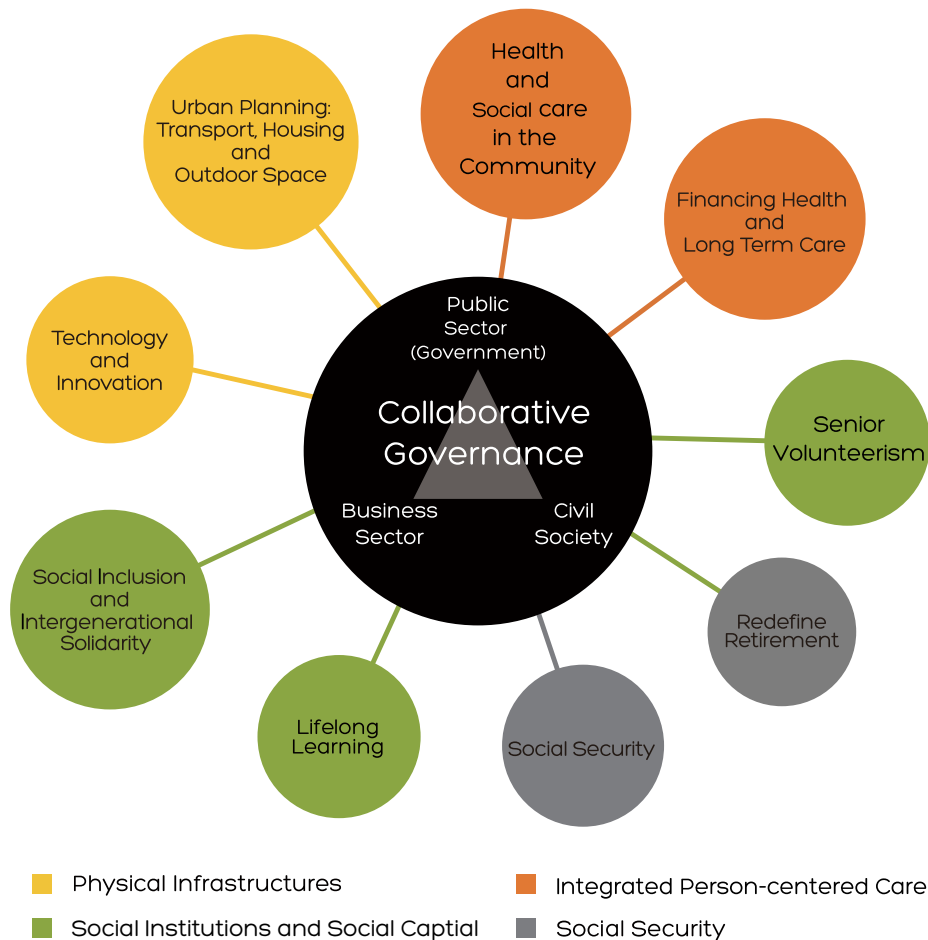 Health
and
Social care
in the
Community
Urban Planning:
Transport, Housing
and
Outdoor Space
Financing Health
and
Long Term Care
Technology
and
Innovation
Public
Sector
(Government)
Collaborative
Governance
Business
Sector
Civil
Society
Senior
Volunteerism
Social Inclusion
and
Intergenerational
Solidarity
Redefine
Retirement
Lifelong
Learning
Social Security
Physical Infrastructures
Integrated Person-centered Care
Social Institutions and Social Captial
Social Security